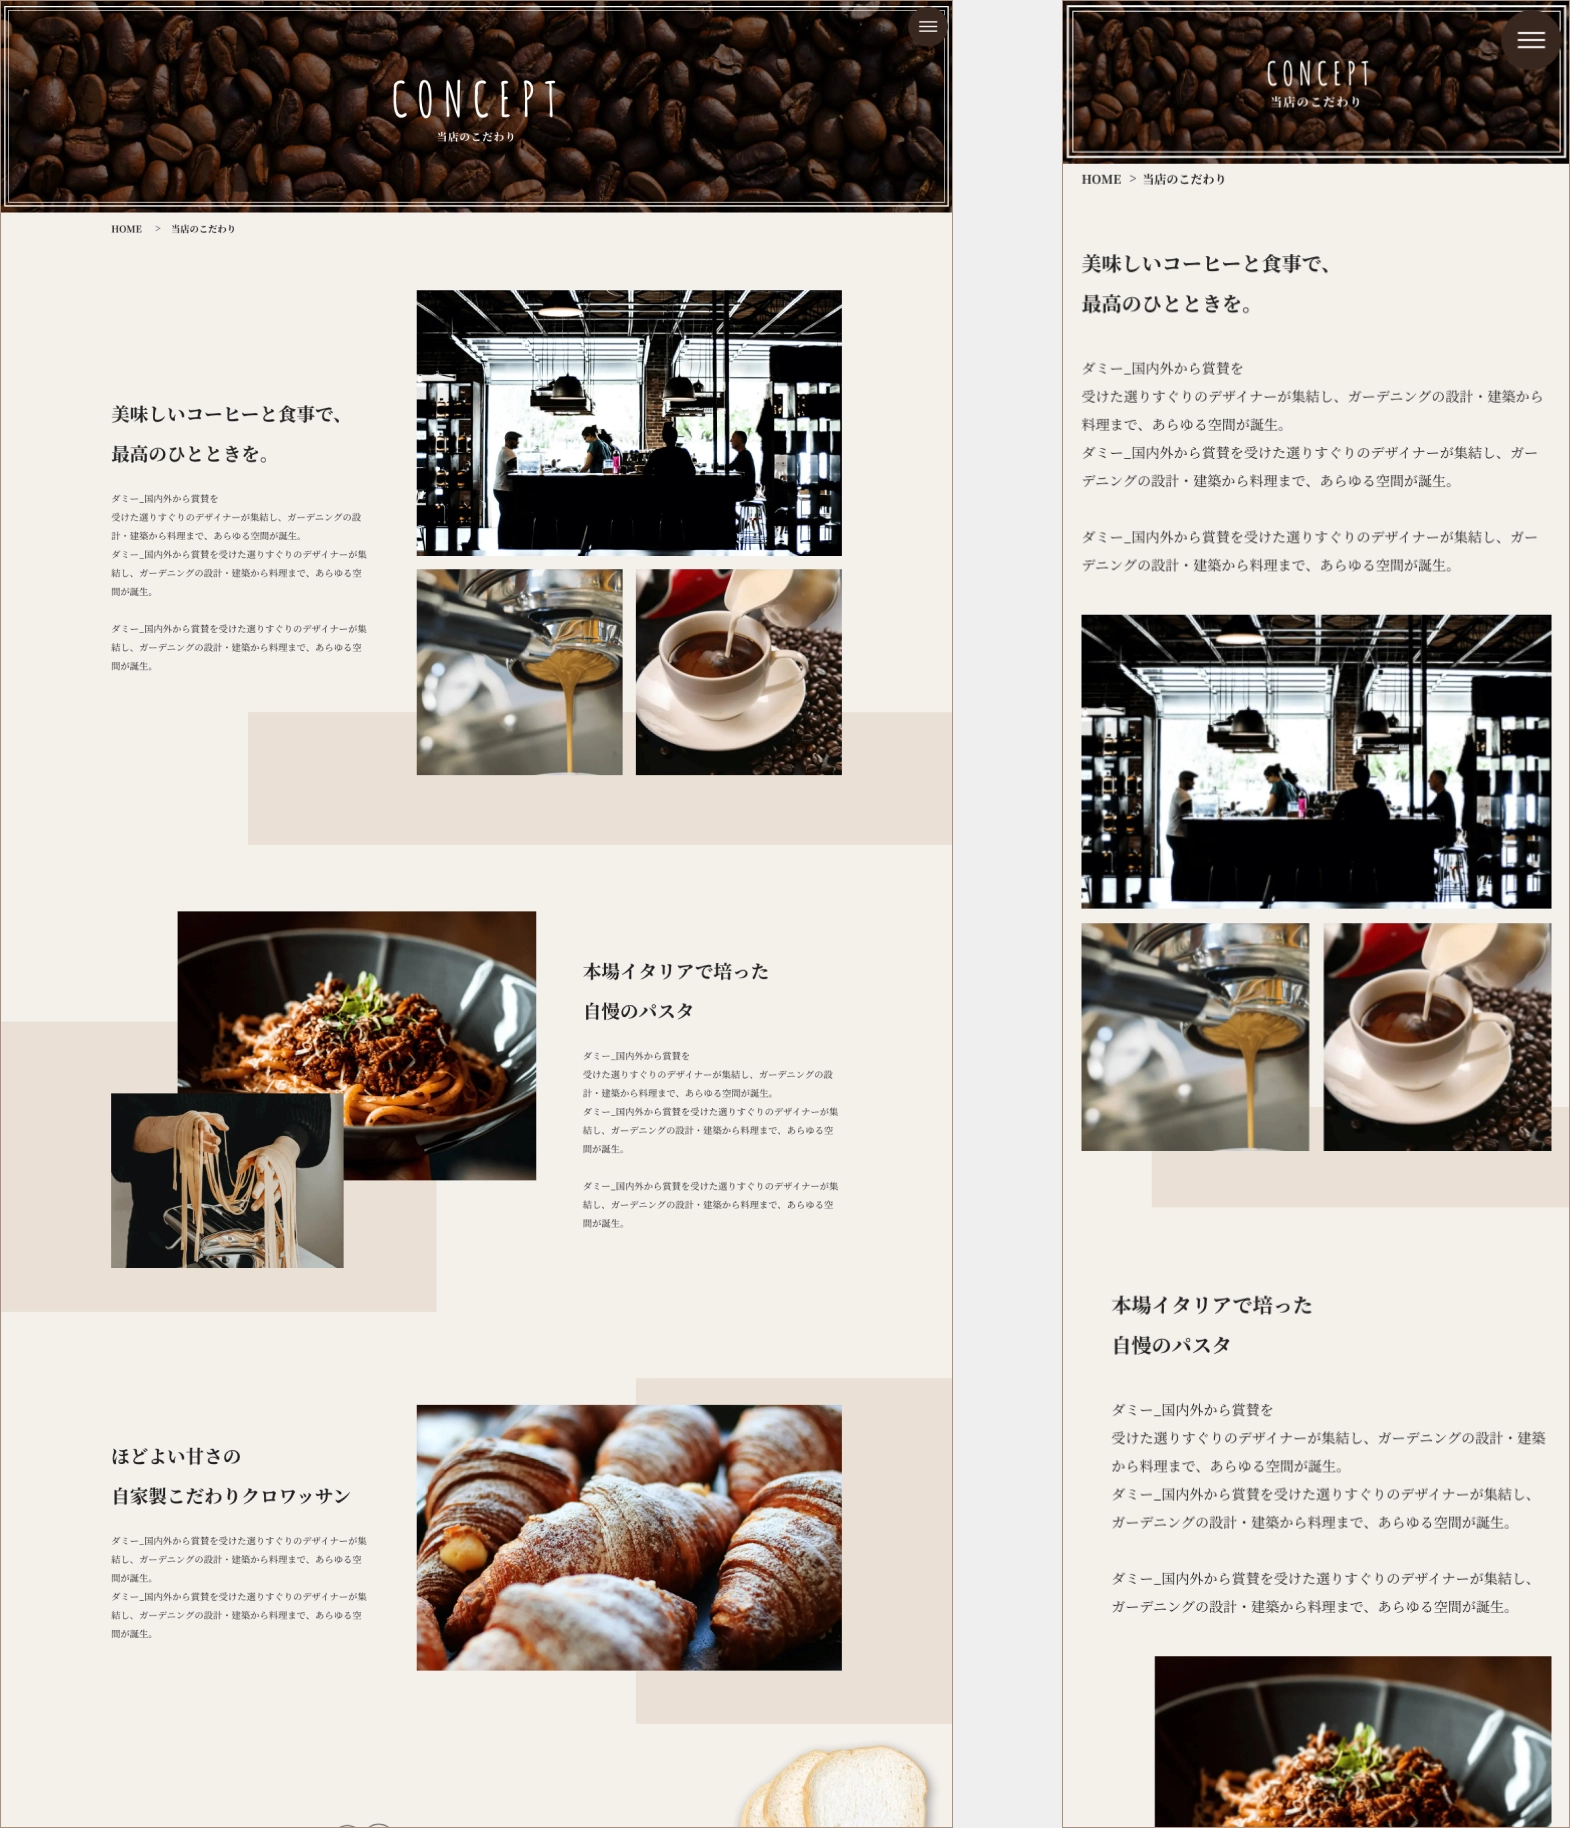 CONCEPT
当店のこだわり
HOME > 当店のこだわり
美味しいコーヒーと食事で、
最高のひとときを。
ダミー_国内外から賞賛を
受けた選りすぐりのデザイナーが集結し、ガーデニングの設
計・建築から料理まで、あらゆる空間が誕生。
ダミー_国内外から賞賛を受けた選りすぐりのデザイナーが集
結し、ガーデニングの設計・建築から料理まで、あらゆる空
間が誕生。
ダミー_国内外から賞賛を受けた選りすぐりのデザイナーが集
結し、ガーデニングの設計・建築から料理まで、あらゆる空
間が誕生。
本場イタリアで培った
自慢のパスタ
ダミー_国内外から賞賛を
受けた選りすぐりのデザイナーが集結し、ガーデニングの設
計・建築から料理まで、あらゆる空間が誕生。
ダミー_国内外から賞賛を受けた選りすぐりのデザイナーが集
結し、ガーデニングの設計・建築から料理まで、あらゆる空
間が誕生。
ダミー_国内外から賞賛を受けた選りすぐりのデザイナーが集
結し、ガーデニングの設計・建築から料理まで、あらゆる空
間が誕生。
ほどよい甘さの
自家製こだわりクロワッサン
ダミー_国内外から賞賛を受けた選りすぐりのデザイナーが集
結し、ガーデニングの設計・建築から料理まで、あらゆる空
間が誕生。
ダミー_国内外から賞賛を受けた選りすぐりのデザイナーが集
結し、ガーデニングの設計・建築から料理まで、あらゆる空
間が誕生。
CONCEPT
当店のこだわり
HOME > 当店のこだわり
美味しいコーヒーと食事で、
最高のひとときを。
ダミー_国内外から賞賛を
受けた選りすぐりのデザイナーが集結し、ガーデニングの設計・建築から
料理まで、あらゆる空間が誕生。
ダミー_国内外から賞賛を受けた選りすぐりのデザイナーが集結し、ガー
デニングの設計・建築から料理まで、あらゆる空間が誕生。
ダミー_国内外から賞賛を受けた選りすぐりのデザイナーが集結し、ガー
デニングの設計・建築から料理まで、あらゆる空間が誕生。
本場イタリアで培った
自慢のパスタ
ダミー_国内外から賞賛を
受けた選りすぐりのデザイナーが集結し、ガーデニングの設計・建築
から料理まで、あらゆる空間が誕生。
ダミー_国内外から賞賛を受けた選りすぐりのデザイナーが集結し、
ガーデニングの設計・建築から料理まで、あらゆる空間が誕生。
ダミー_国内外から賞賛を受けた選りすぐりのデザイナーが集結し、
ガーデニングの設計・建築から料理まで、あらゆる空間が誕生。